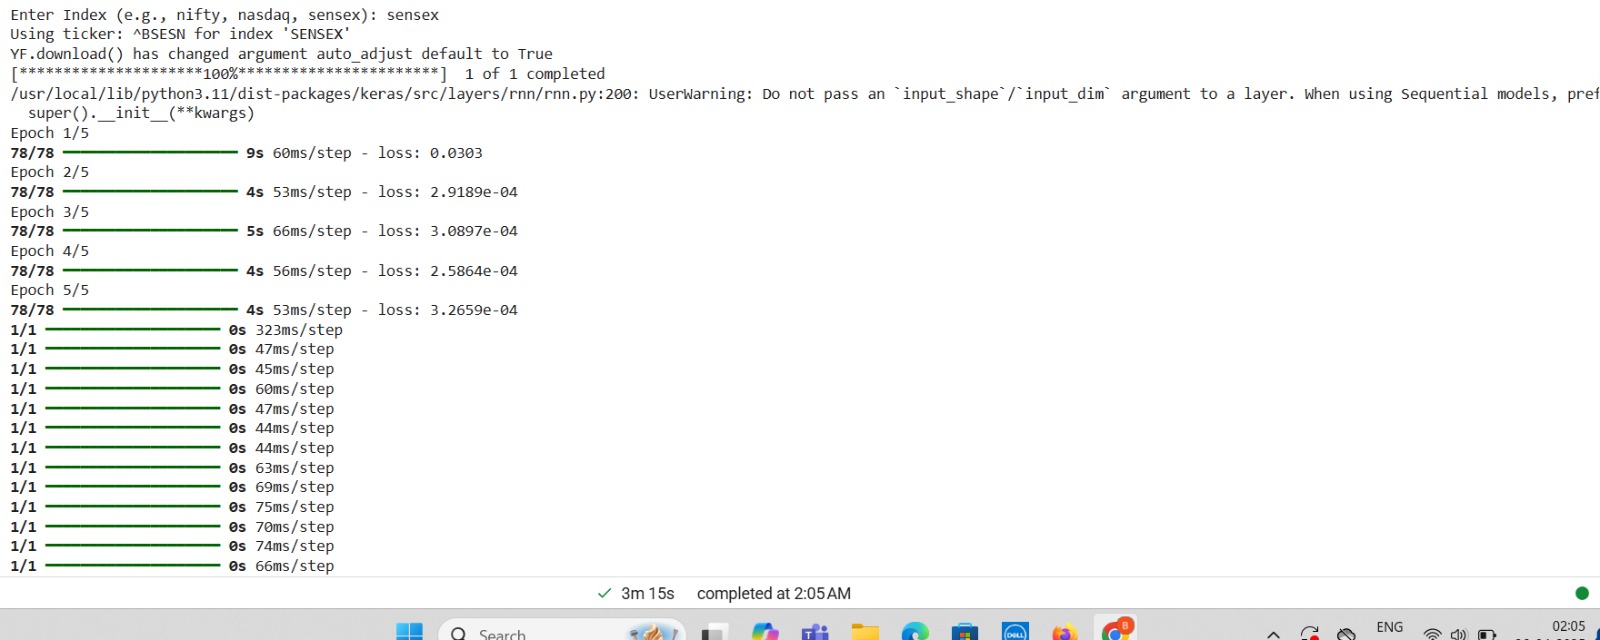 Enter Index (e.g., nifty, nasdaq, sensex): sensex
Using ticker: ^BSESN for index 'SENSEX'
YF.download() has changed argument auto_adjust default to True
[*********************100%***********************]  1 of 1 completed
/usr/local/lib/python3.11/dist-packages/keras/src/layers/rnn/rnn.py:200: UserWarning: Do not pass an `input_shape`/`input_dim` argument to a layer. When using Sequential models, pref
  super().__init__(**kwargs)
Epoch 1/5
78/78 9s 60ms/step - loss: 0.0303
Epoch 2/5
78/78 4s 53ms/step - loss: 2.9189e-04
Epoch 3/5
78/78 5s 66ms/step - loss: 3.0897e-04
Epoch 4/5
78/78 4s 56ms/step - loss: 2.5864e-04
Epoch 5/5
78/78 4s 53ms/step - loss: 3.2659e-04
1/1 0s 323ms/step
1/1 0s 47ms/step
1/1 0s 45ms/step
1/1 0s 60ms/step
1/1 0s 47ms/step
1/1 0s 44ms/step
1/1 0s 44ms/step
1/1 0s 63ms/step
1/1 0s 69ms/step
1/1 0s 75ms/step
1/1 0s 70ms/step
1/1 0s 74ms/step
1/1 0s 66ms/step
3m 15s completed at 2:05 AM
Search
DELL
B
ENG
02:05